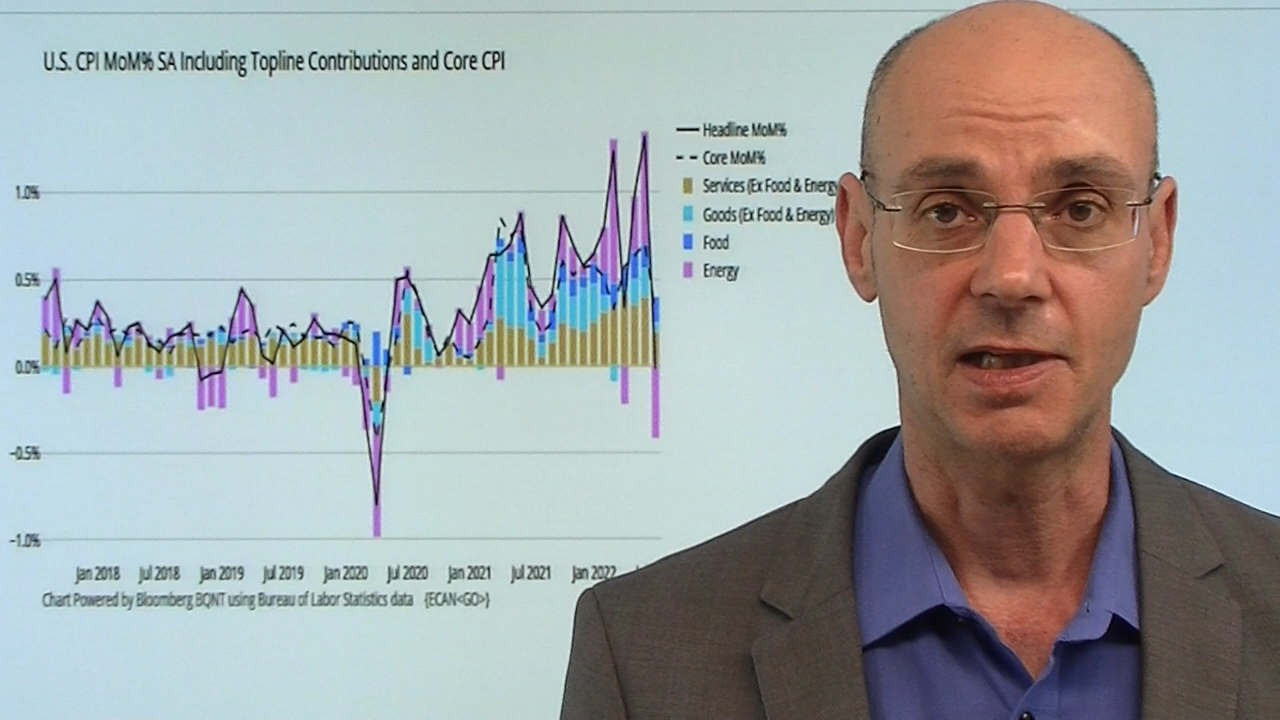 U.S. CPI MoM% SA Including Topline Contributions and Core CPI
Headline MoM%
Core MoM%
Services (Ex Food & Energy
Goods (Ex Food & Energy)
Food
Energy
1.0%
0.5%
0.0%
-0.5%
-1.0%
Jan 2018 Jul 2018 Jan 2019 Jul 2019 Jan 2020 Jul 2020 Jan 2021 Jul 2021 Jan 2022
Chart Powered by Bloomberg BQNT using Bureau of Labor Statistics data {ECAN<GO>}